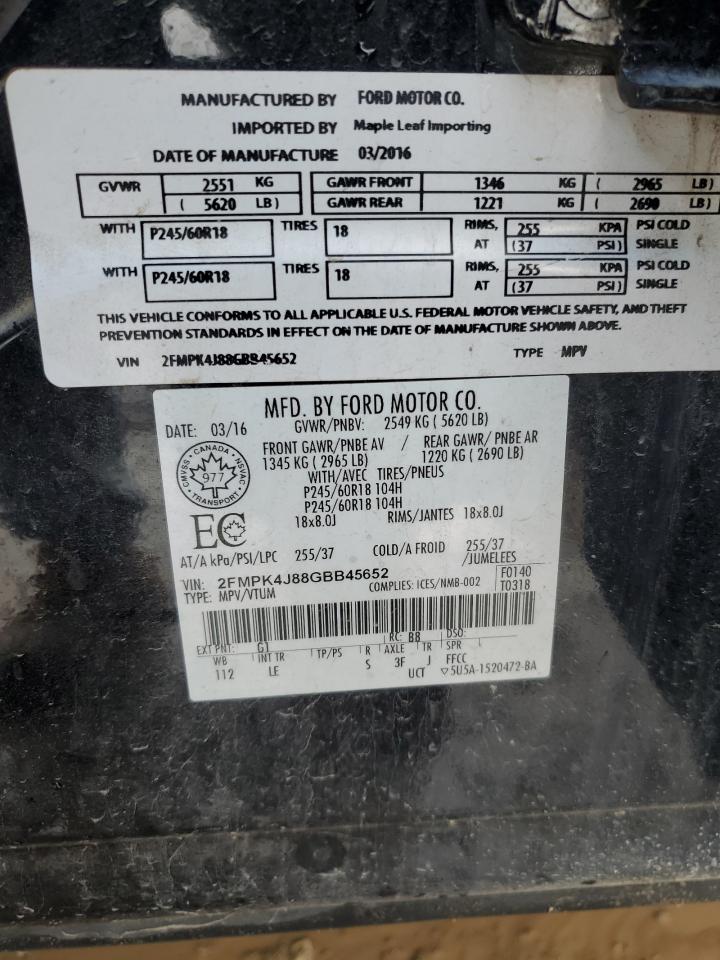 MANUFACTURED BY FORD MOTOR CO.
IMPORTED BY Maple Leaf Importing
DATE OF MANUFACTURE 03/2016
GVWR 2551 KG GAWR FRONT 1346 KG ( 2965 LB)
( 5620 LB ) GAWR REAR 1221 KG ( 2690 LB)
WITH P245/60R18 TIRES 18 RIMS, 255 KPA PSI COLD
AT (37 PSI) SINGLE
WITH P245/60R18 TIRES 18 RIMS, 255 KPA PSI COLD
AT (37 PSI) SINGLE
THIS VEHICLE CONFORMS TO ALL APPLICABLE U.S. FEDERAL MOTOR VEHICLE SAFETY, AND THEFT
PREVENTION STANDARDS IN EFFECT ON THE DATE OF MANUFACTURE SHOWN ABOVE.
VIN 2FMPK4J88GBB45652 TYPE MPV
MFD. BY FORD MOTOR CO.
DATE: 03/16 GVWR/PNBV: 2549 KG ( 5620 LB)
FRONT GAWR/PNBE AV / REAR GAWR/ PNBE AR
1345 KG ( 2965 LB) 1220 KG ( 2690 LB)
CANADA
CMVSS 977 NSVAC
TRANSPORT
WITH/AVEC TIRES/PNEUS
P245/60R18 104H
P245/60R18 104H
EC 18x8.0J RIMS/JANTES 18x8.0J
AT/A kPa/PSI/LPC 255/37 COLD/A FROID 255/37
/JUMELEES
VIN: 2FMPK4J88GBB45652 F0140
TYPE: MPV/VTUM COMPLIES: ICES/NMB-002 T0318
EXT PNT: G1 RC: B8 DSO:
WB INT TR TP/PS R AXLE TR SPR
112 LE S 3F J FFCC
UCT ▽5U5A-1520472-BA